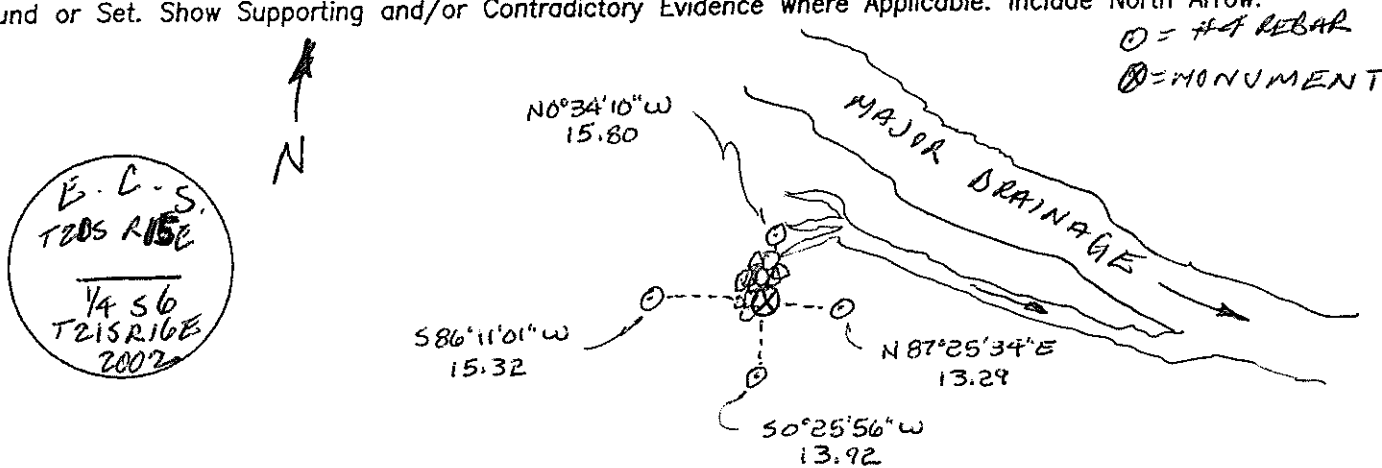 und or Set. Show Supporting and/or Contradictory Evidence Where Applicable. Include North Arrow.
⊙ = #4 REBAR
⊗ = MONUMENT
N
N0°34'10"W
15.80
MAJOR DRAINAGE
E. C. S.
T20S R15E
1/4 S6
T21S R16E
2002
S86°11'01"W
15.32
N87°25'34"E
13.29
S0°25'56"W
13.92